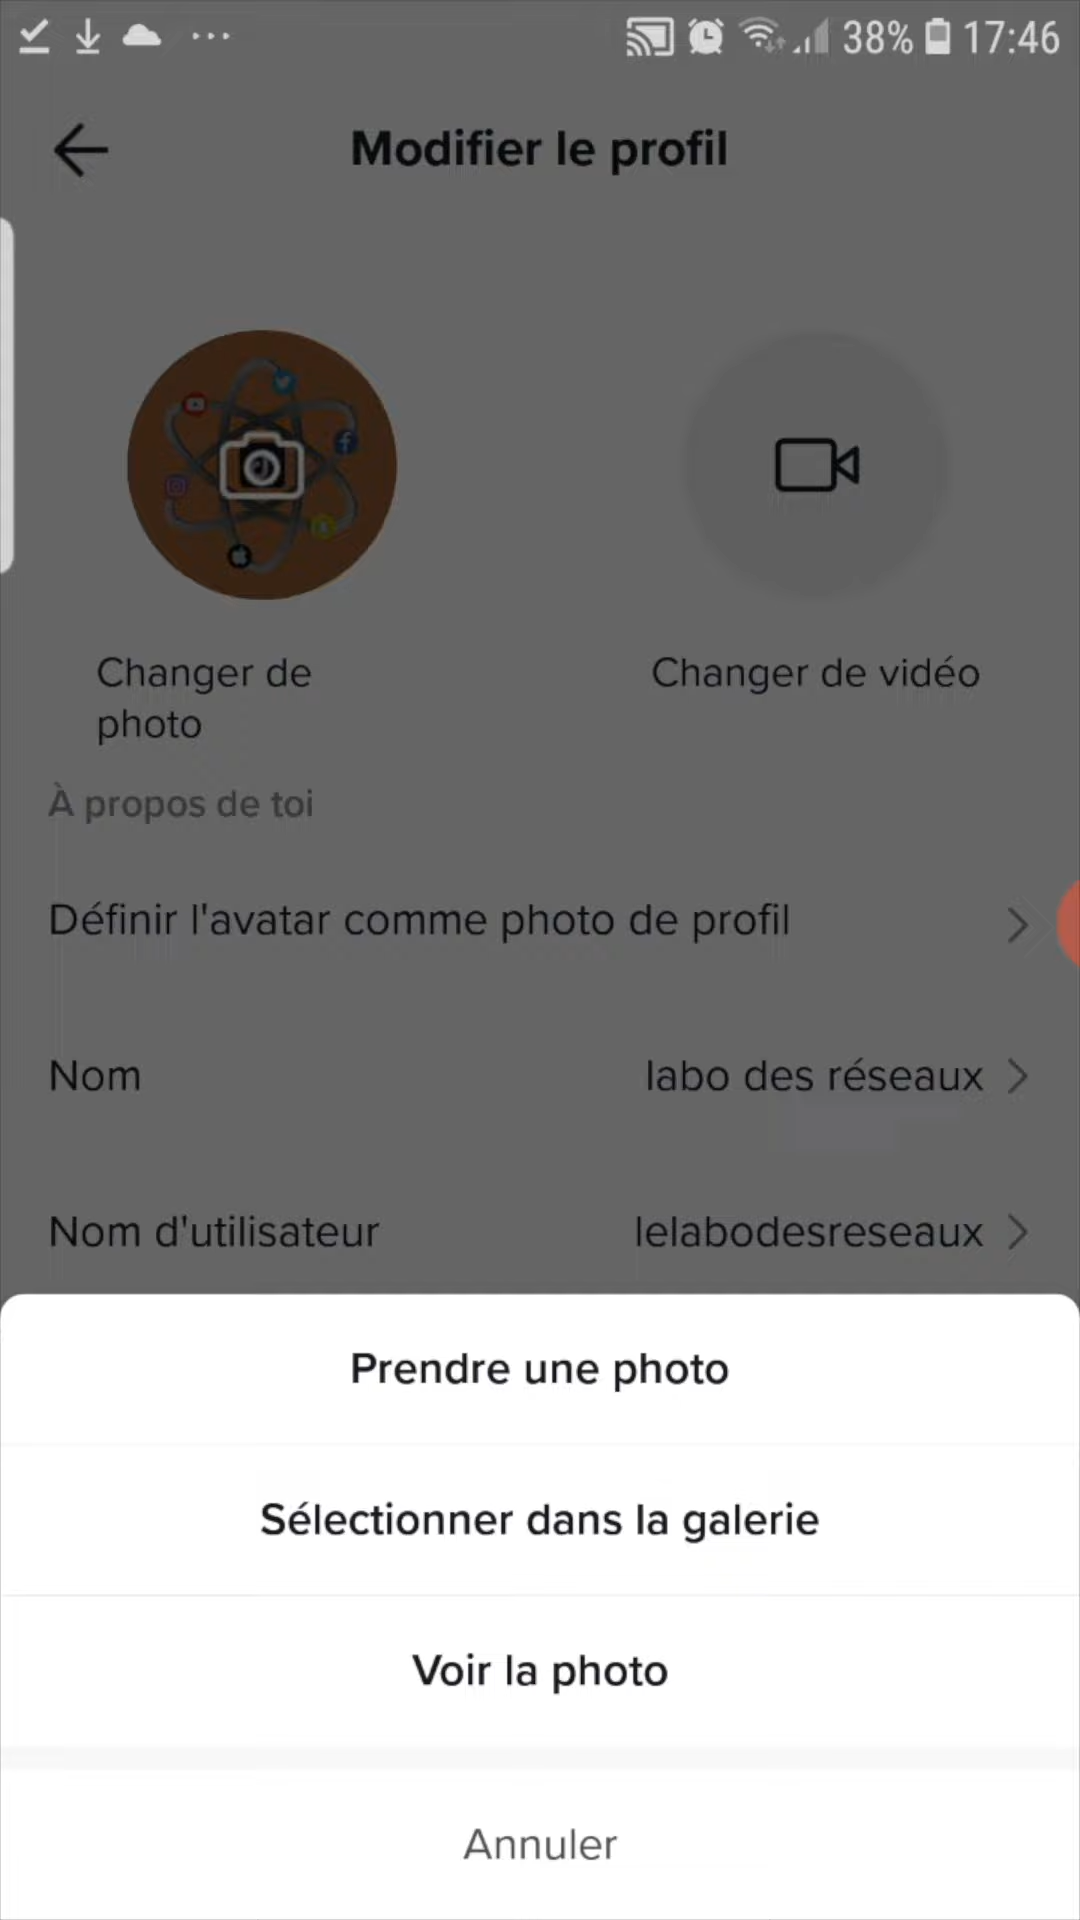 38% 17:46
Modifier le profil
Changer de
photo
Changer de vidéo
À propos de toi
Définir l'avatar comme photo de profil
Nom labo des réseaux
Nom d'utilisateur lelabodesreseaux
Prendre une photo
Sélectionner dans la galerie
Voir la photo
Annuler